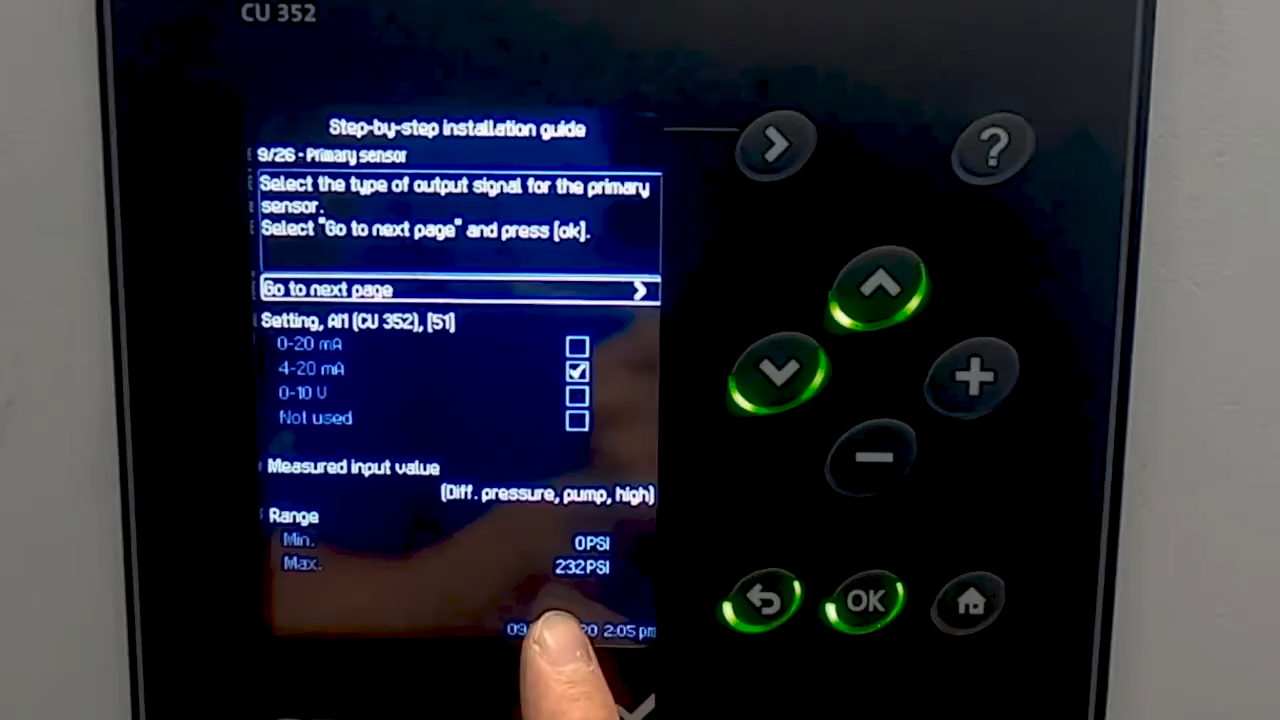 CU 352
Step-by-step installation guide
9/26 - Primary sensor
Select the type of output signal for the primary
sensor.
Select "Go to next page" and press [ok].
Go to next page
Setting, AI1 (CU 352), [51]
0-20 mA
4-20 mA
0-10 V
Not used
Measured input value
(Diff. pressure, pump, high)
Range
Min. 0PSI
Max. 232PSI
2:05 pm
?
OK